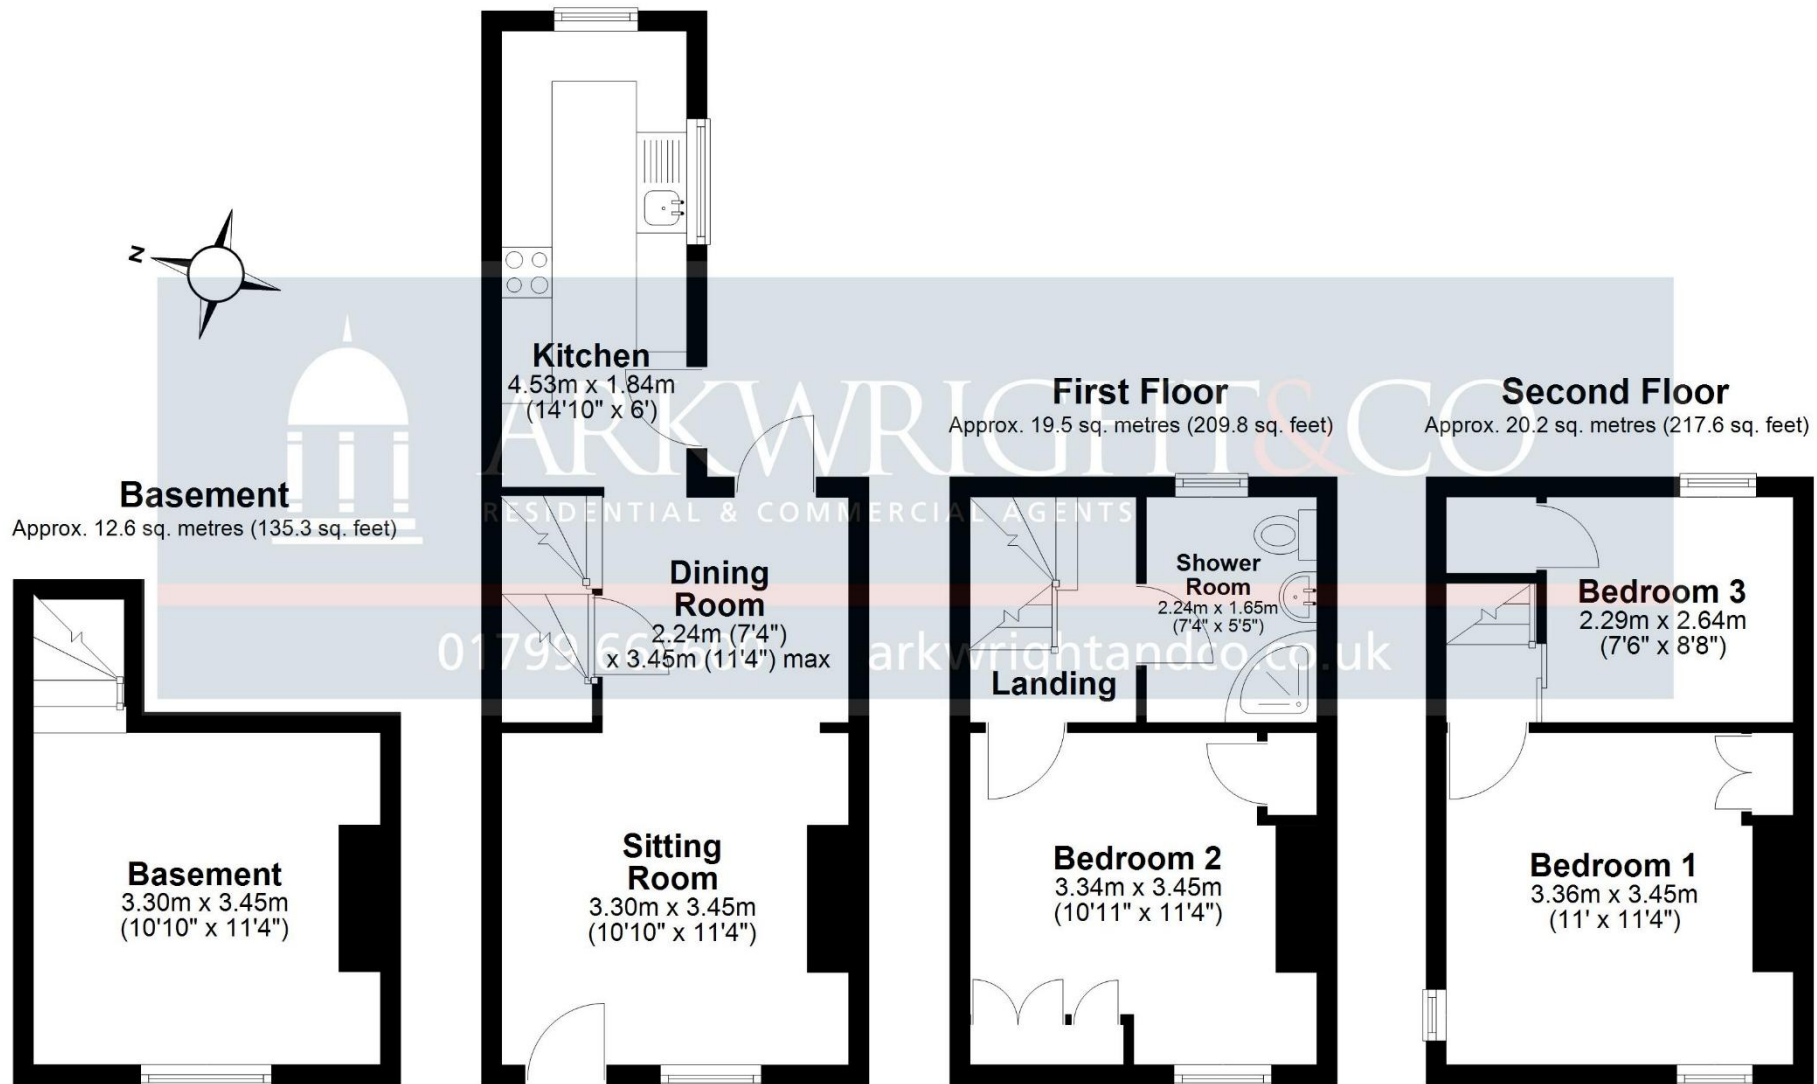 N
Basement
Approx. 12.6 sq. metres (135.3 sq. feet)
Basement
3.30m x 3.45m
(10'10" x 11'4")
Kitchen
4.53m x 1.84m
(14'10" x 6')
Dining
Room
2.24m (7'4")
x 3.45m (11'4") max
Sitting
Room
3.30m x 3.45m
(10'10" x 11'4")
First Floor
Approx. 19.5 sq. metres (209.8 sq. feet)
Shower
Room
2.24m x 1.65m
(7'4" x 5'5")
Landing
Bedroom 2
3.34m x 3.45m
(10'11" x 11'4")
Second Floor
Approx. 20.2 sq. metres (217.6 sq. feet)
Bedroom 3
2.29m x 2.64m
(7'6" x 8'8")
Bedroom 1
3.36m x 3.45m
(11' x 11'4")
ARKWRIGHT&CO
RESIDENTIAL & COMMERCIAL AGENTS
01799
arkwrightandco.co.uk